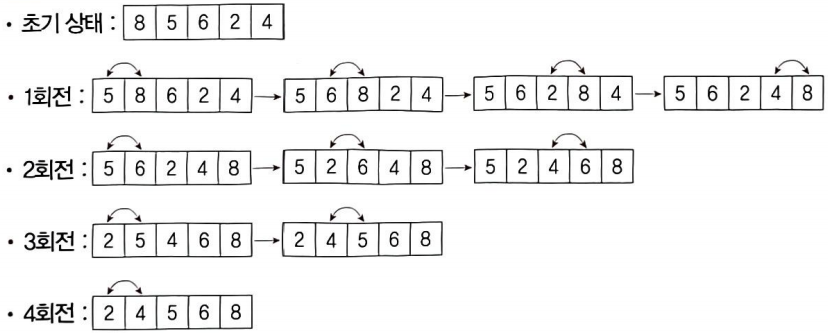 • 초기 상태 : 8 5 6 2 4
• 1회전 : 5 8 6 2 4 → 5 6 8 2 4 → 5 6 2 8 4 → 5 6 2 4 8
• 2회전 : 5 6 2 4 8 → 5 2 6 4 8 → 5 2 4 6 8
• 3회전 : 2 5 4 6 8 → 2 4 5 6 8
• 4회전 : 2 4 5 6 8